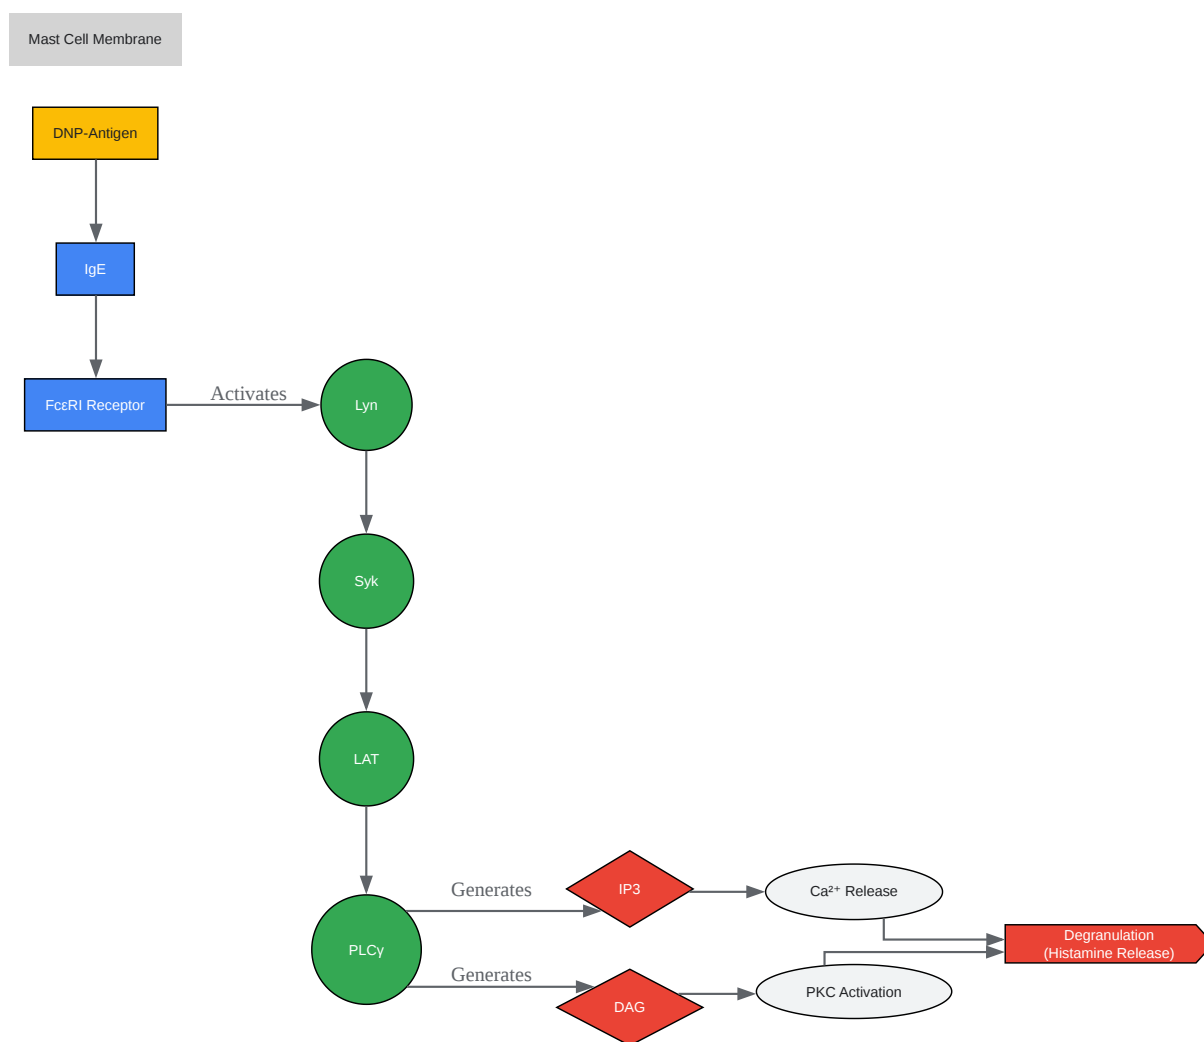 Mast Cell Membrane
DNP-Antigen
IgE
FcεRI Receptor
Activates
Lyn
Syk
LAT
PLCγ
Generates
IP3
Ca²⁺ Release
Generates
DAG
PKC Activation
Degranulation
(Histamine Release)